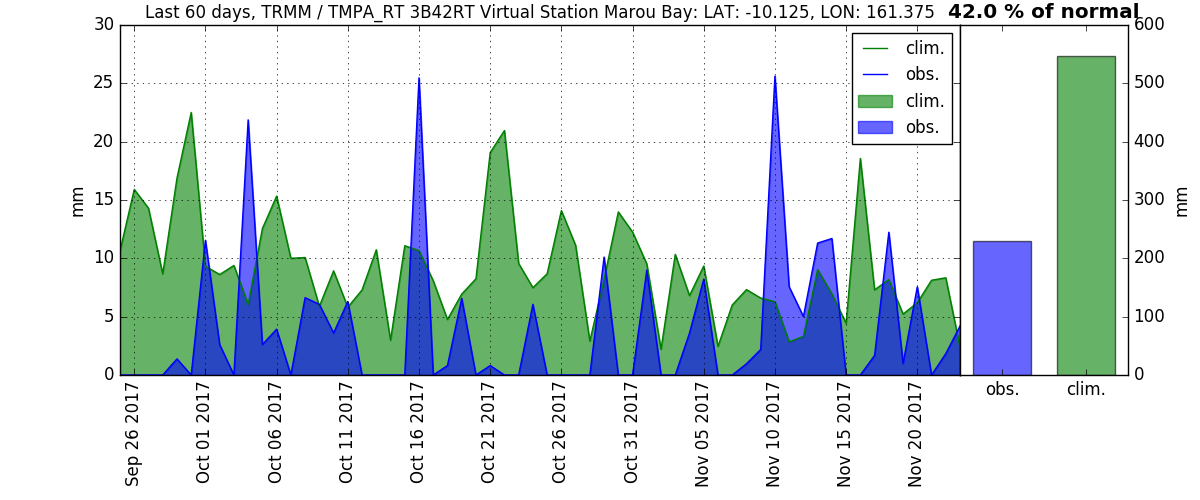 Last 60 days, TRMM / TMPA_RT 3B42RT Virtual Station Marou Bay: LAT: -10.125, LON: 161.375 42.0 % of normal
30
25
20
15
10
5
0
mm
clim.
obs.
clim.
obs.
600
500
400
300
200
100
0
mm
Sep 26 2017
Oct 01 2017
Oct 06 2017
Oct 11 2017
Oct 16 2017
Oct 21 2017
Oct 26 2017
Oct 31 2017
Nov 05 2017
Nov 10 2017
Nov 15 2017
Nov 20 2017
obs.
clim.